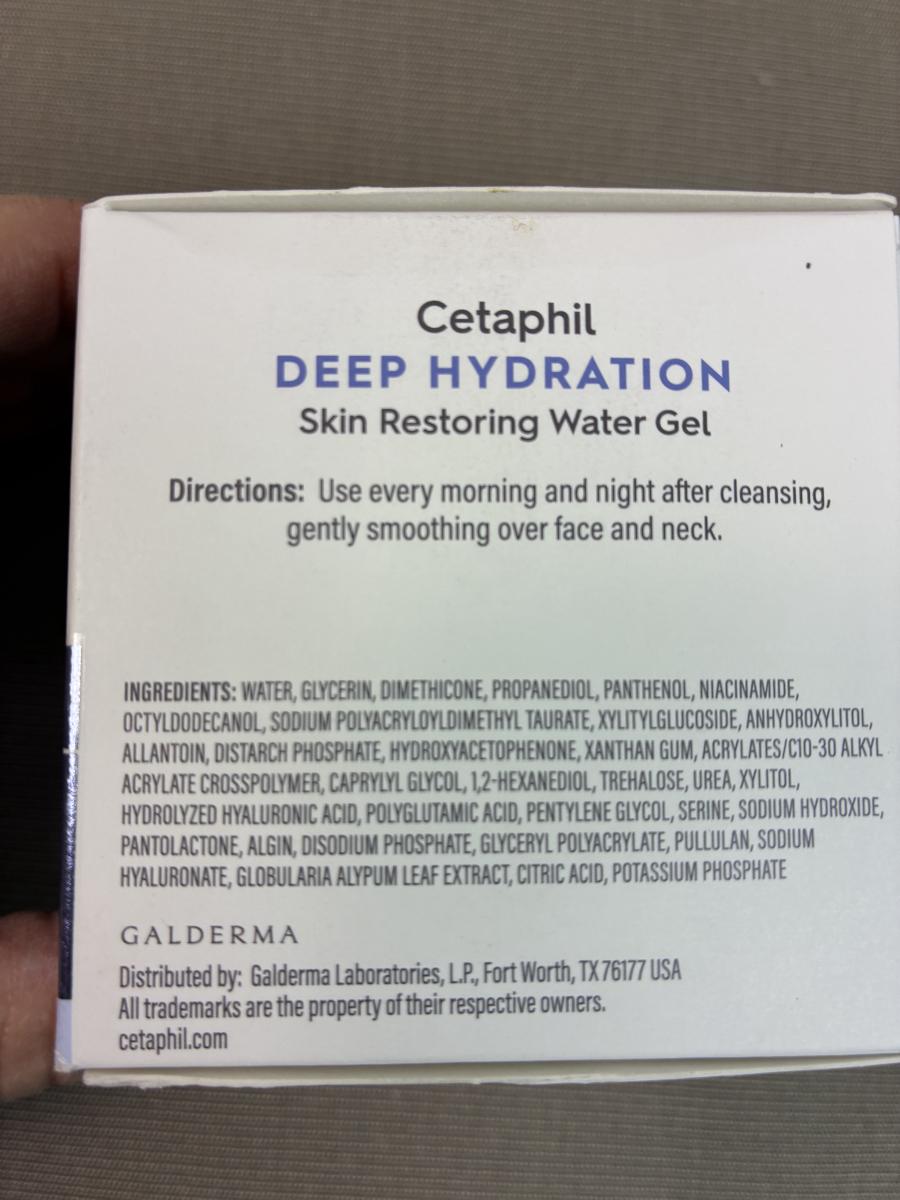 Cetaphil
DEEP HYDRATION
Skin Restoring Water Gel
Directions: Use every morning and night after cleansing,
gently smoothing over face and neck.
INGREDIENTS: WATER, GLYCERIN, DIMETHICONE, PROPANEDIOL, PANTHENOL, NIACINAMIDE,
OCTYLDODECANOL, SODIUM POLYACRYLOYLDIMETHYL TAURATE, XYLITYLGLUCOSIDE, ANHYDROXYLITOL,
ALLANTOIN, DISTARCH PHOSPHATE, HYDROXYACETOPHENONE, XANTHAN GUM, ACRYLATES/C10-30 ALKYL
ACRYLATE CROSSPOLYMER, CAPRYLYL GLYCOL, 1,2-HEXANEDIOL, TREHALOSE, UREA, XYLITOL,
HYDROLYZED HYALURONIC ACID, POLYGLUTAMIC ACID, PENTYLENE GLYCOL, SERINE, SODIUM HYDROXIDE,
PANTOLACTONE, ALGIN, DISODIUM PHOSPHATE, GLYCERYL POLYACRYLATE, PULLULAN, SODIUM
HYALURONATE, GLOBULARIA ALYPUM LEAF EXTRACT, CITRIC ACID, POTASSIUM PHOSPHATE
GALDERMA
Distributed by: Galderma Laboratories, L.P., Fort Worth, TX 76177 USA
All trademarks are the property of their respective owners.
cetaphil.com